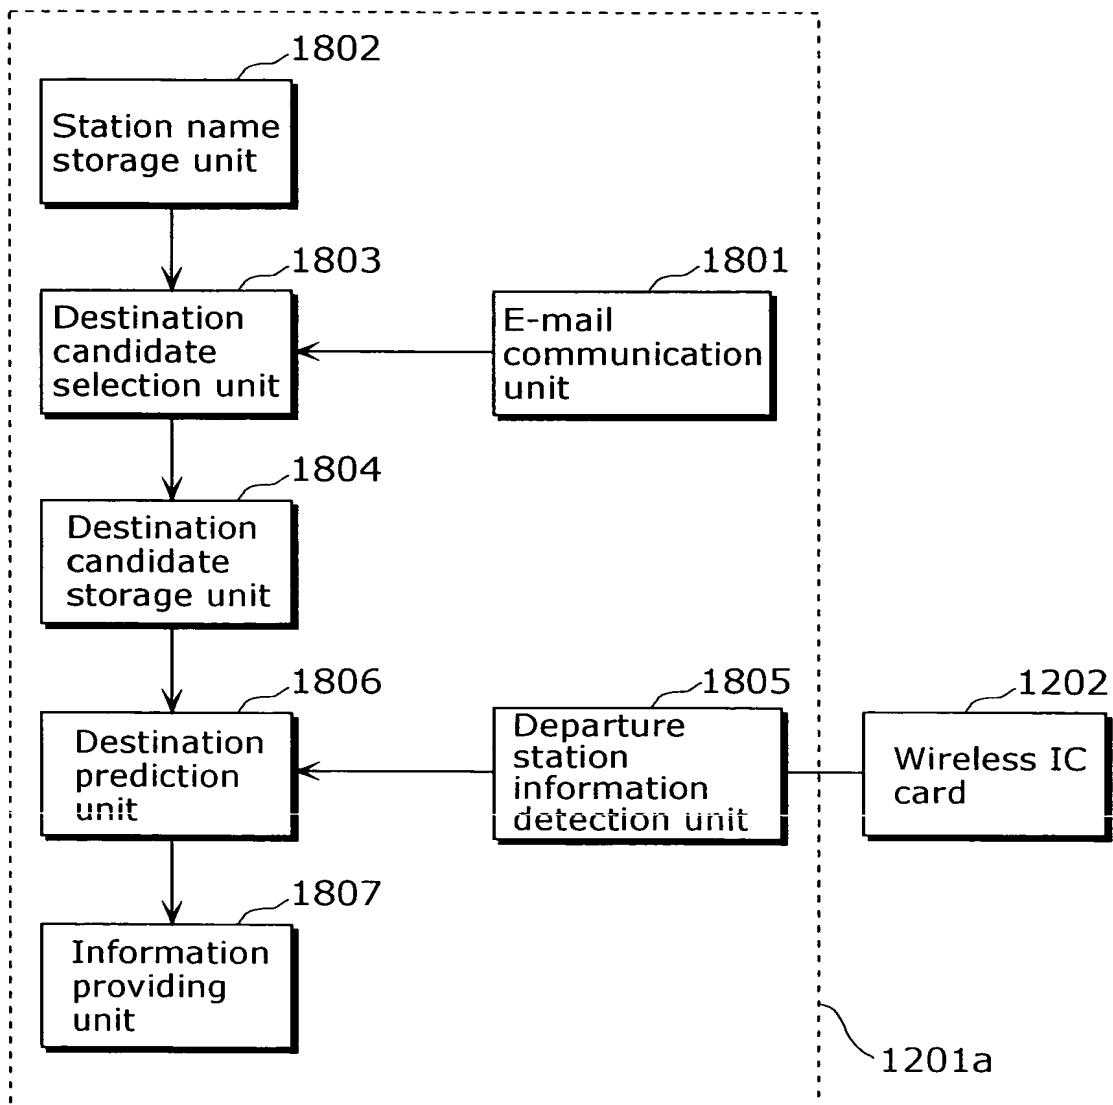 1802
Station name
storage unit
1803
Destination
candidate
selection unit
1801
E-mail
communication
unit
1804
Destination
candidate
storage unit
1806
Destination
prediction
unit
1805
Departure
station
information
detection unit
1202
Wireless IC
card
1807
Information
providing
unit
1201a